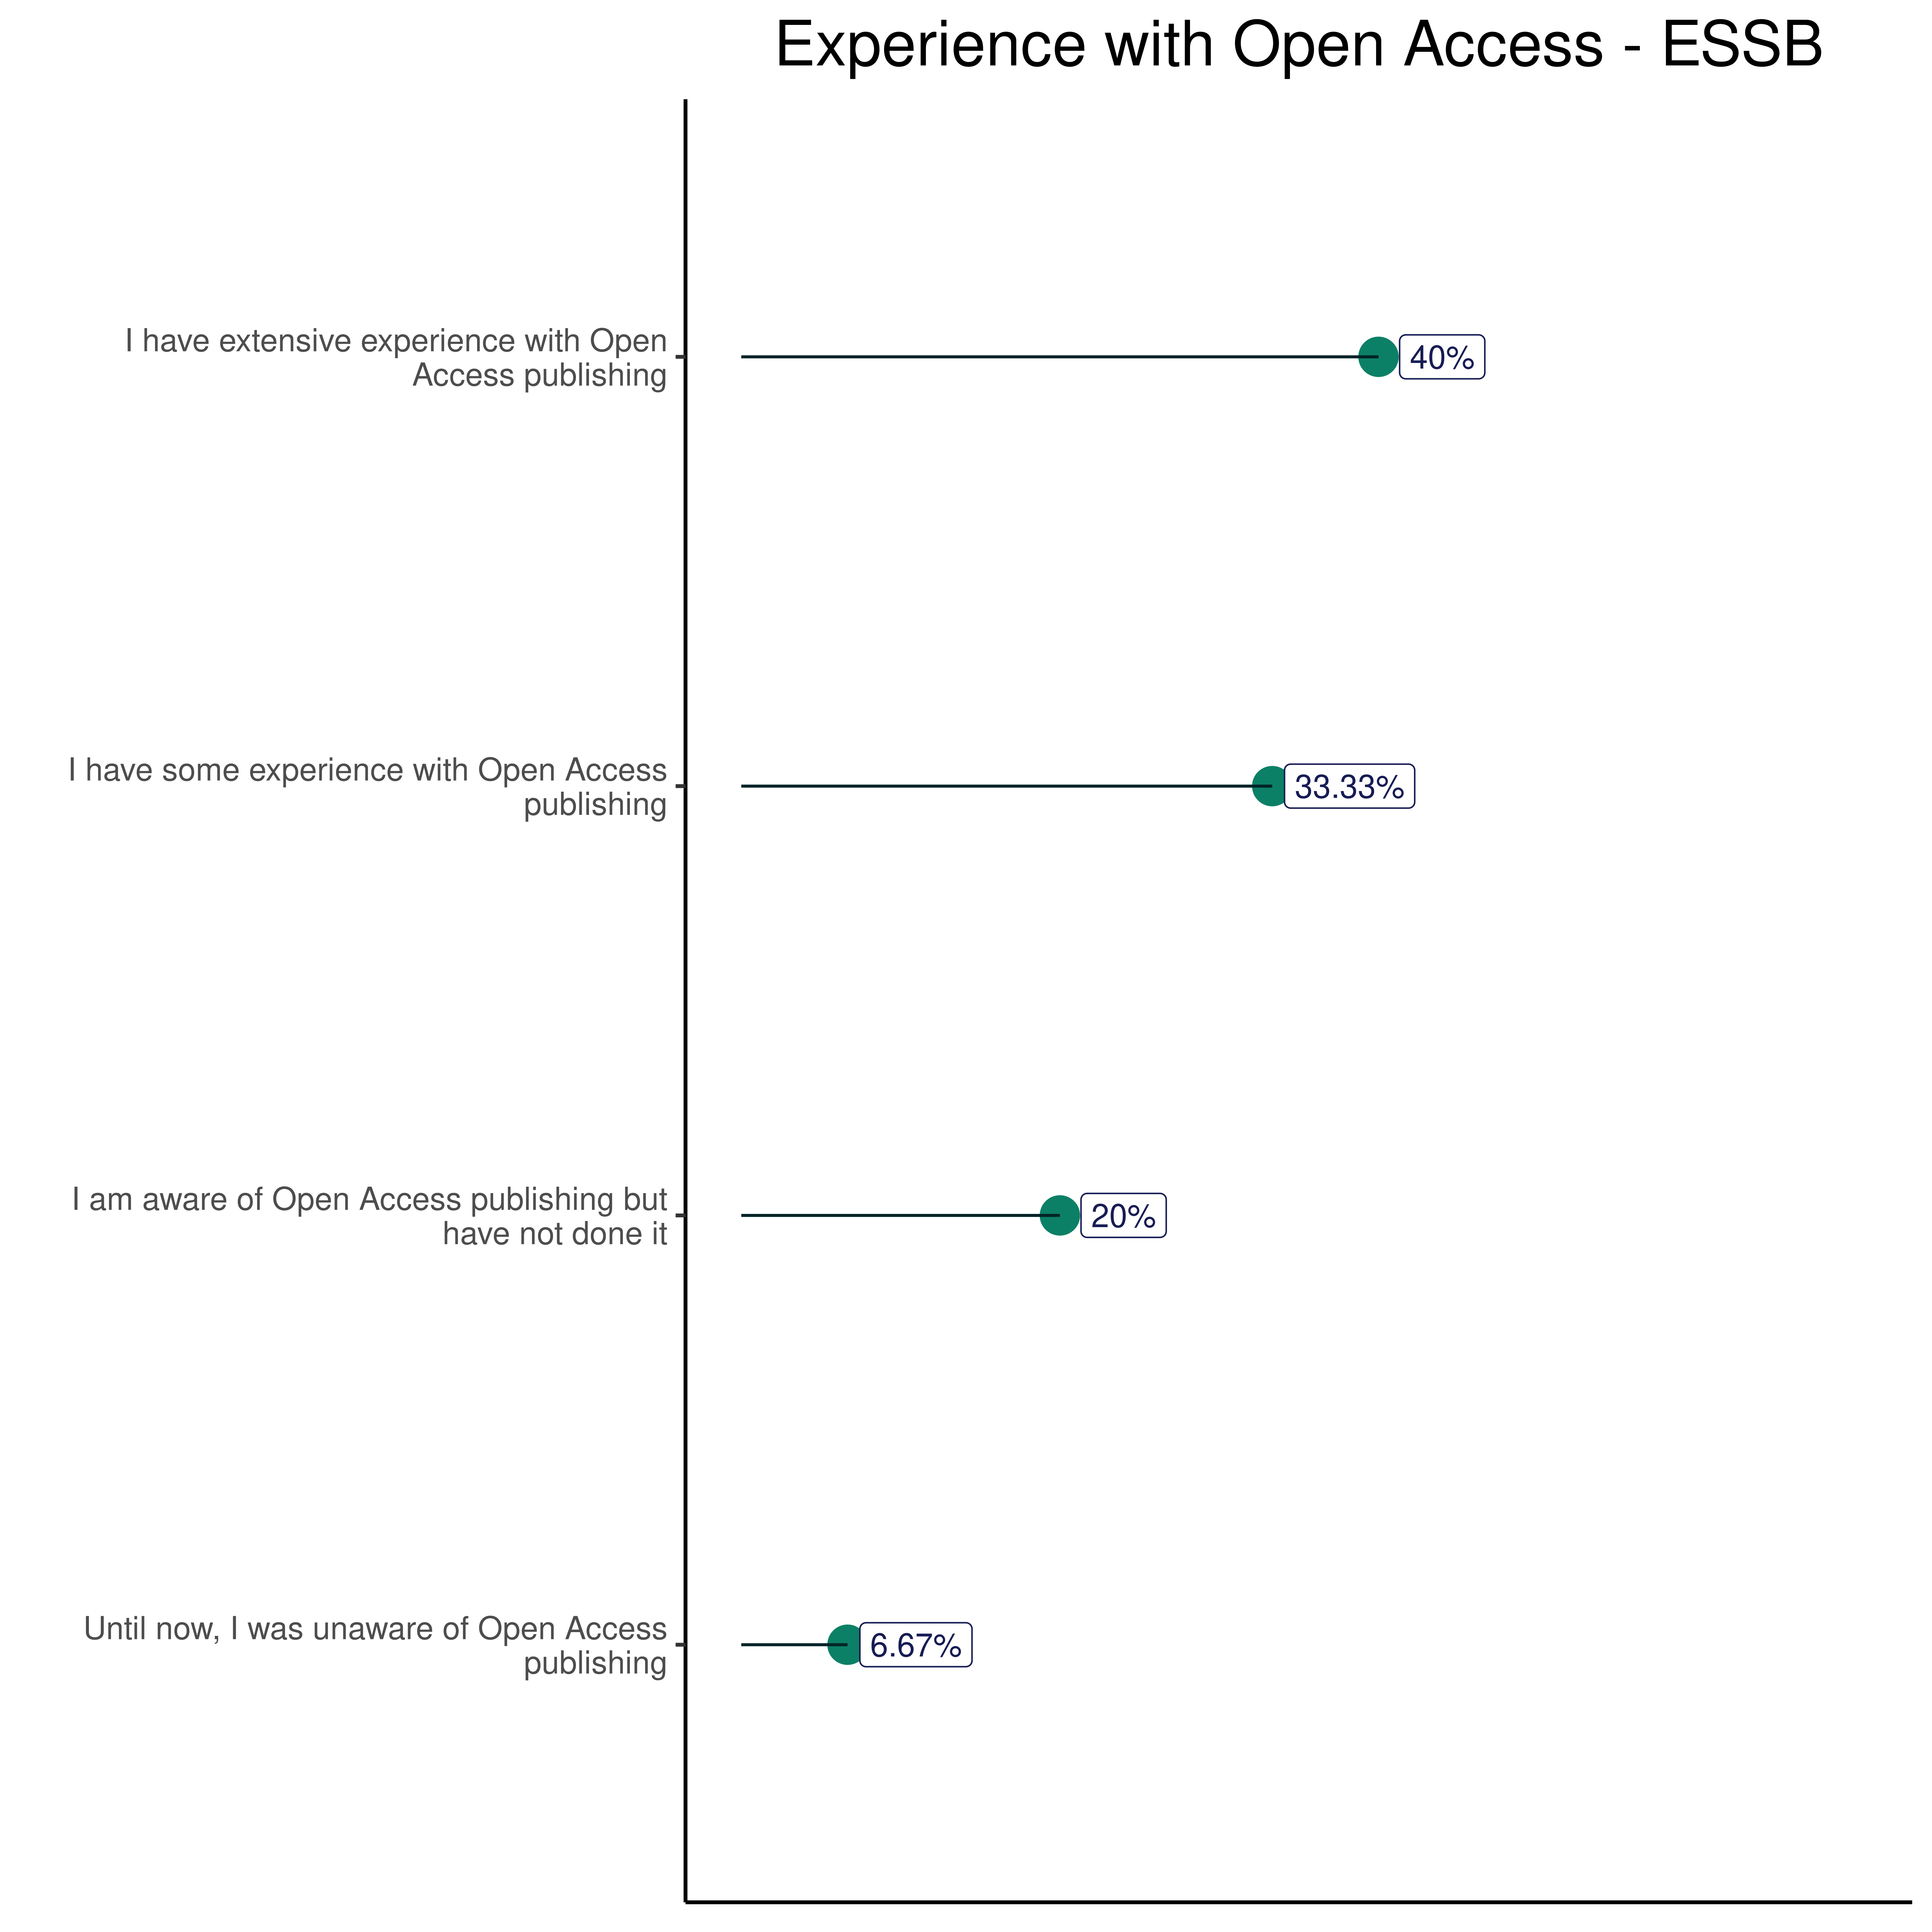 Experience with Open Access - ESSB
I have extensive experience with Open
Access publishing
40%
I have some experience with Open Access
publishing
33.33%
I am aware of Open Access publishing but
have not done it
20%
Until now, I was unaware of Open Access
publishing
6.67%